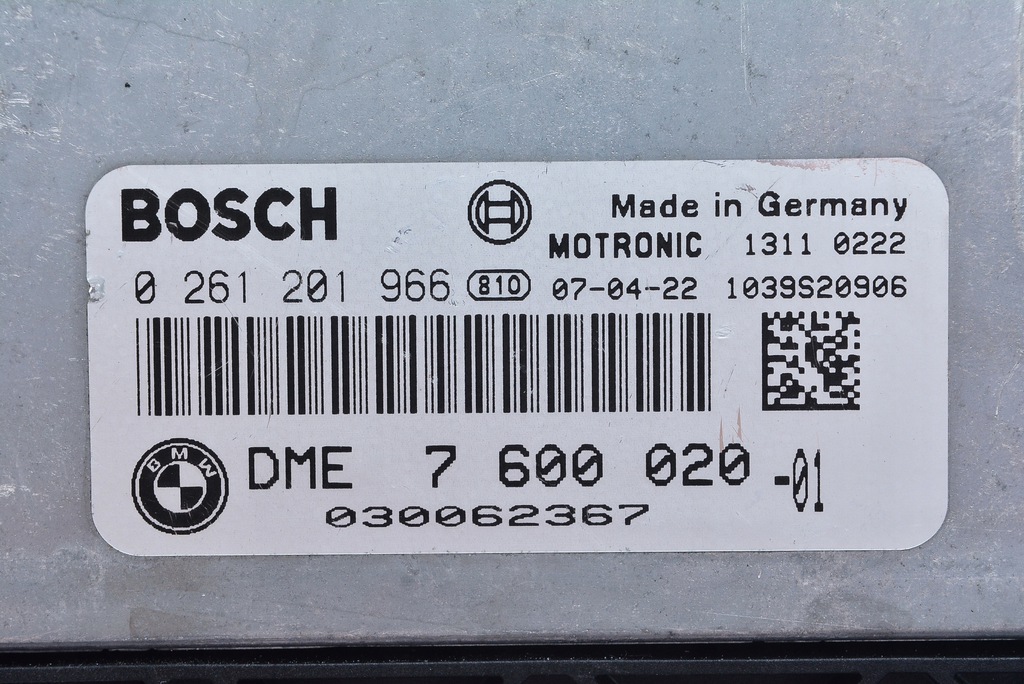 BOSCH
Made in Germany
MOTRONIC 1311 0222
0 261 201 966 810 07-04-22 1039S20906
BMW
DME 7 600 020 -01
030062367